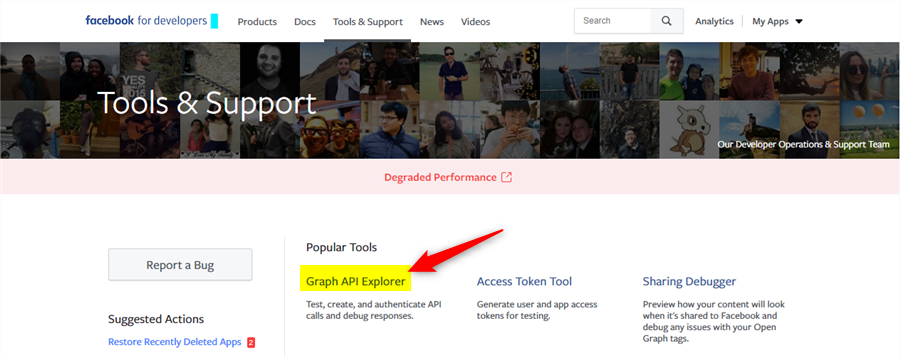 facebook for developers
Products
Docs
Tools & Support
News
Videos
Search
Analytics
My Apps
Tools & Support
Our Developer Operations & Support Team
Degraded Performance
Report a Bug
Suggested Actions
Restore Recently Deleted Apps 2
Popular Tools
Graph API Explorer
Test, create, and authenticate API
calls and debug responses.
Access Token Tool
Generate user and app access
tokens for testing.
Sharing Debugger
Preview how your content will look
when it's shared to Facebook and
debug any issues with your Open
Graph tags.